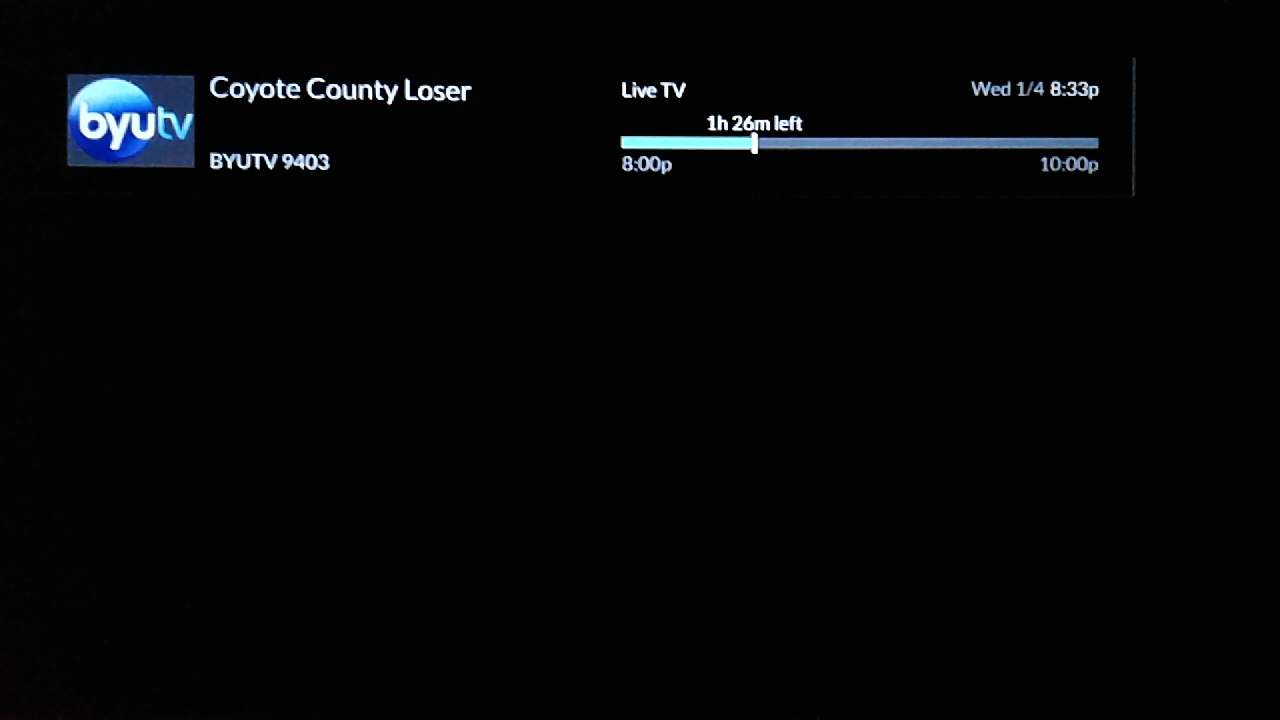 byutv
Coyote County Loser
BYUTV 9403
Live TV
Wed 1/4 8:33p
1h 26m left
8:00p
10:00p